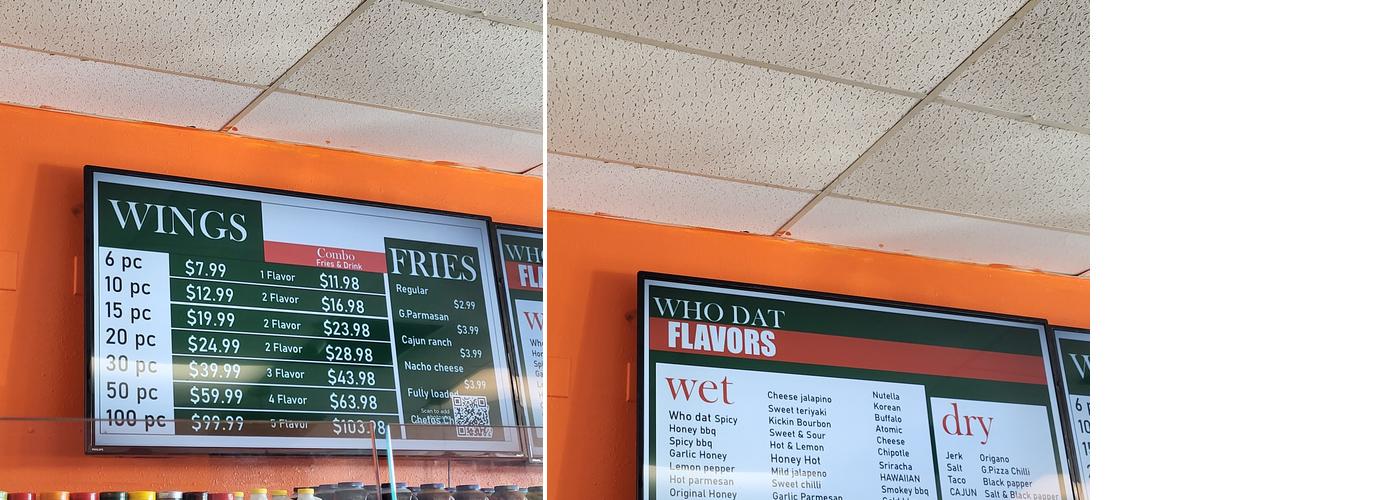 WINGS
Combo
Fries & Drink
6 pc $7.99 1 Flavor $11.98
10 pc $12.99 2 Flavor $16.98
15 pc $19.99 2 Flavor $23.98
20 pc $24.99 2 Flavor $28.98
30 pc $39.99 3 Flavor $43.98
50 pc $59.99 4 Flavor $63.98
100 pc $99.99 5 Flavor $103.98
FRIES
Regular
$2.99
G.Parmasan
$3.99
Cajun ranch
$3.99
Nacho cheese
$3.99
Fully loaded
Scan to add
WHO DAT
FLAVORS
wet
Who dat Spicy
Honey bbq
Spicy bbq
Garlic Honey
Lemon pepper
Hot parmesan
Original Honey
Cheese jalapino
Sweet teriyaki
Kickin Bourbon
Sweet & Sour
Hot & Lemon
Honey Hot
Mild jalapeno
Sweet chilli
Garlic Parmesan
Nutella
Korean
Buffalo
Atomic
Cheese
Chipotle
Sriracha
HAWAIIAN
Smokey bbq
dry
Jerk
Salt
Taco
CAJUN
Origano
G.Pizza Chilli
Black papper
Salt & Black papper